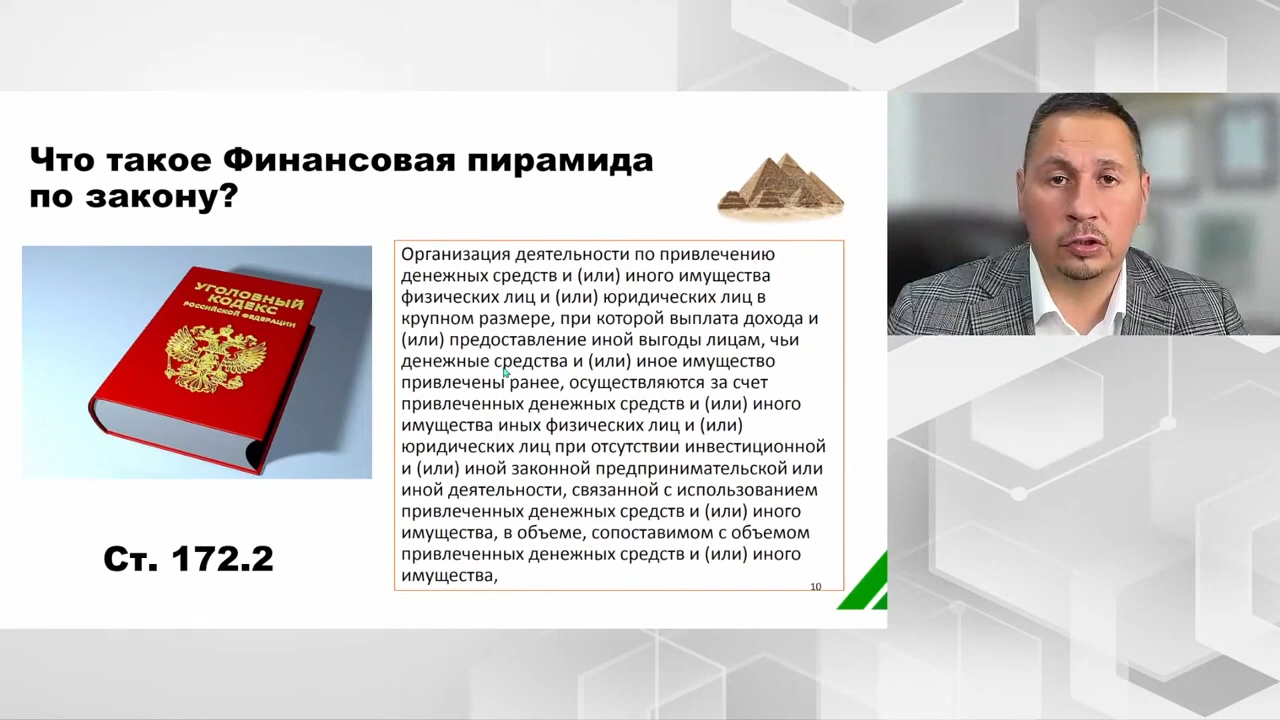 Что такое Финансовая пирамида
по закону?
УГОЛОВНЫЙ
КОДЕКС
РОССИЙСКОЙ ФЕДЕРАЦИИ
Ст. 172.2
Организация деятельности по привлечению
денежных средств и (или) иного имущества
физических лиц и (или) юридических лиц в
крупном размере, при которой выплата дохода и
(или) предоставление иной выгоды лицам, чьи
денежные средства и (или) иное имущество
привлечены ранее, осуществляются за счет
привлеченных денежных средств и (или) иного
имущества иных физических лиц и (или)
юридических лиц при отсутствии инвестиционной
и (или) иной законной предпринимательской или
иной деятельности, связанной с использованием
привлеченных денежных средств и (или) иного
имущества, в объеме, сопоставимом с объемом
привлеченных денежных средств и (или) иного
имущества,
10